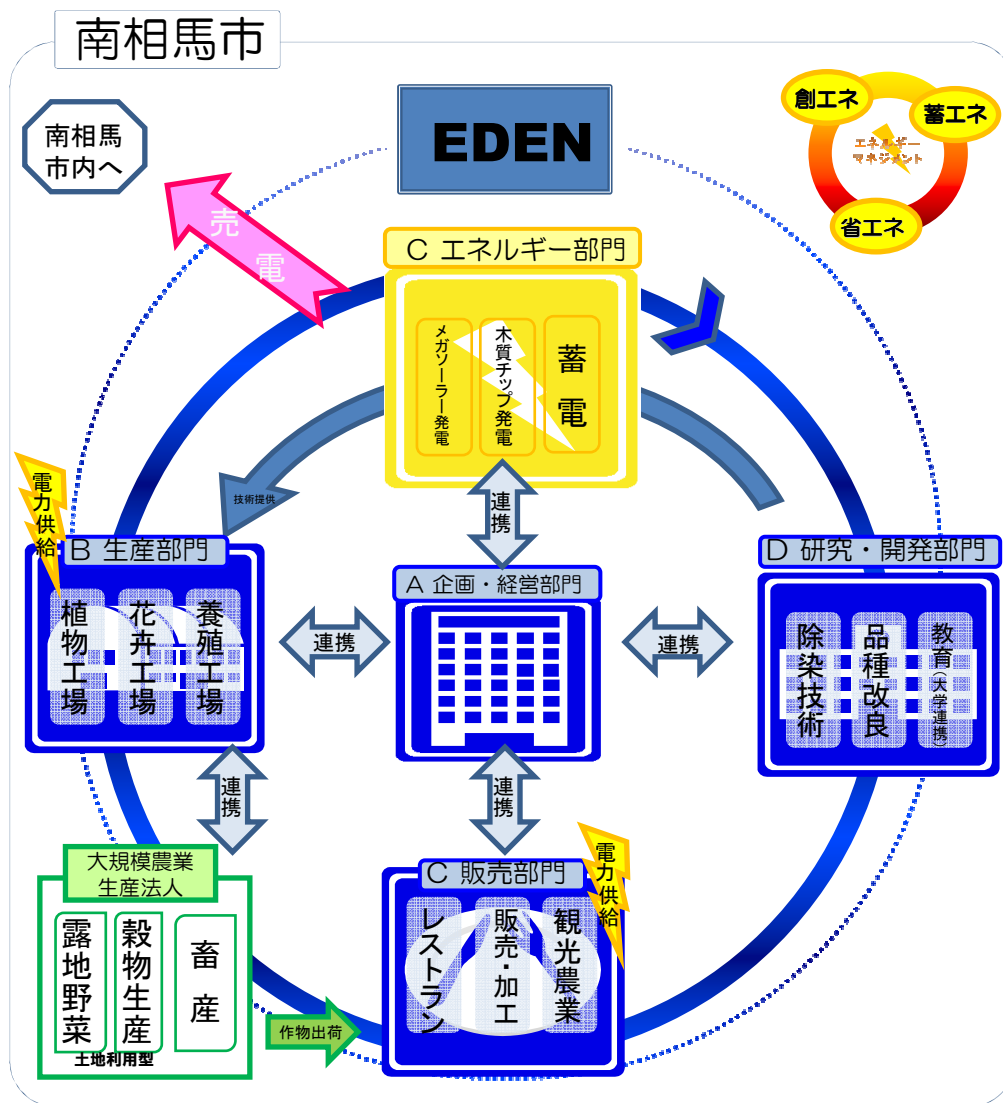 南相馬市
南相馬
市内へ
EDEN
創エネ
蓄エネ
エネルギー
マネジメント
省エネ
売電
C エネルギー部門
メガソーラー発電
木質チップ発電
蓄電
技術提供
電力供給
連携
B 生産部門
植物工場
花卉工場
養殖工場
連携
A 企画・経営部門
連携
D 研究・開発部門
除染技術
品種改良
教育(大学連携)
連携
連携
大規模農業
生産法人
露地野菜
穀物生産
畜産
土地利用型
作物出荷
C 販売部門
レストラン
販売・加工
観光農業
電力供給